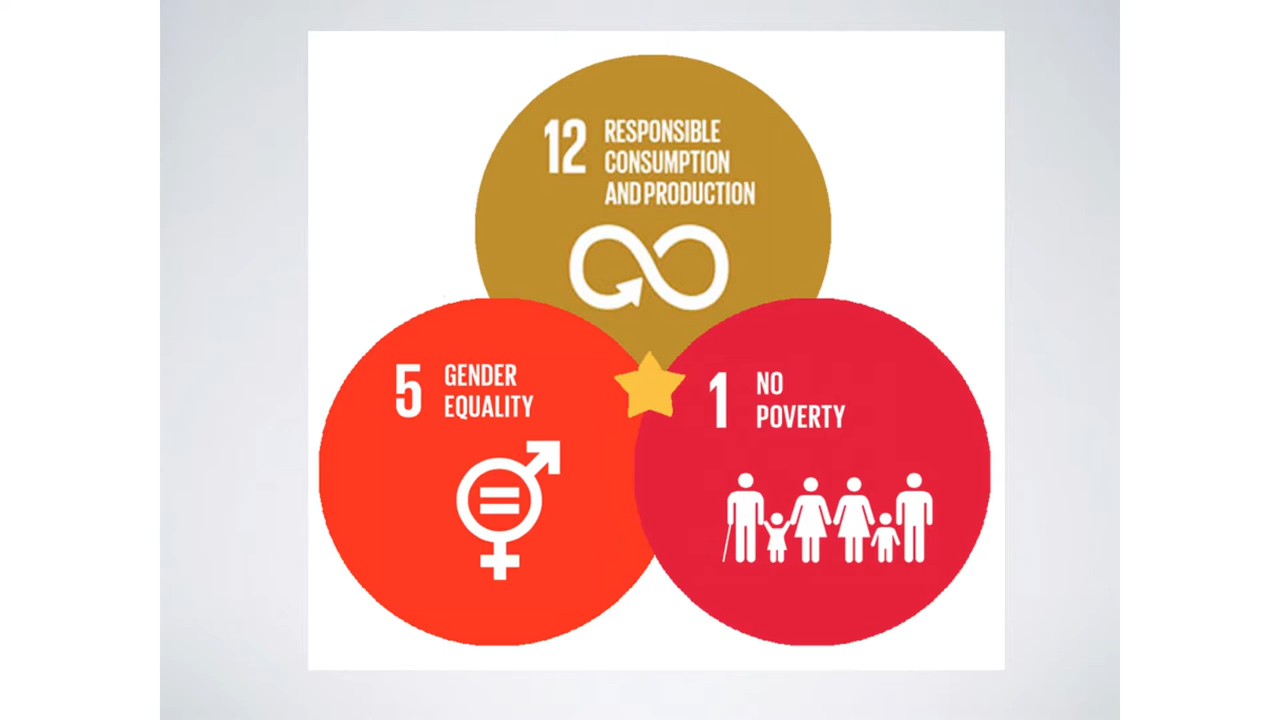 12
RESPONSIBLE
CONSUMPTION
AND PRODUCTION
5
GENDER
EQUALITY
1
NO
POVERTY